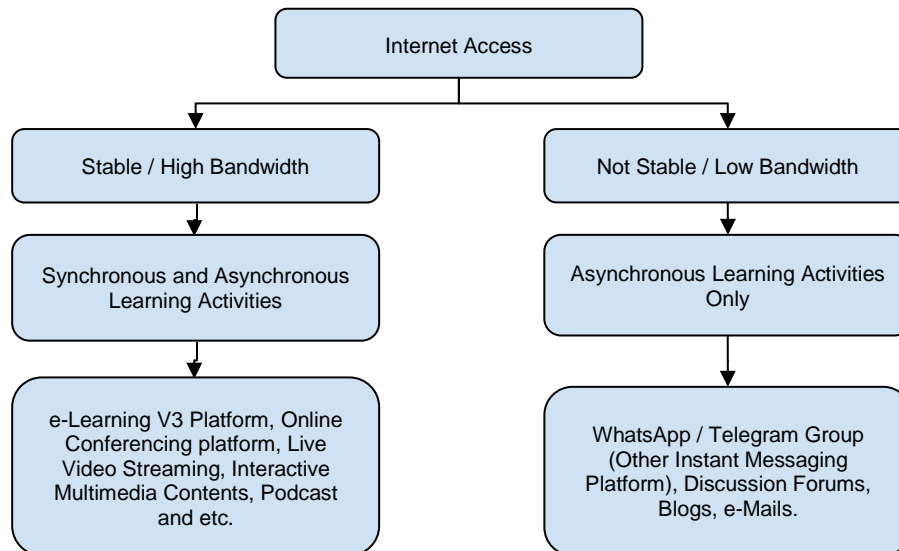 Internet Access
Stable / High Bandwidth
Not Stable / Low Bandwidth
Synchronous and Asynchronous
Learning Activities
Asynchronous Learning Activities
Only
e-Learning V3 Platform, Online
Conferencing platform, Live
Video Streaming, Interactive
Multimedia Contents, Podcast
and etc.
WhatsApp / Telegram Group
(Other Instant Messaging
Platform), Discussion Forums,
Blogs, e-Mails.